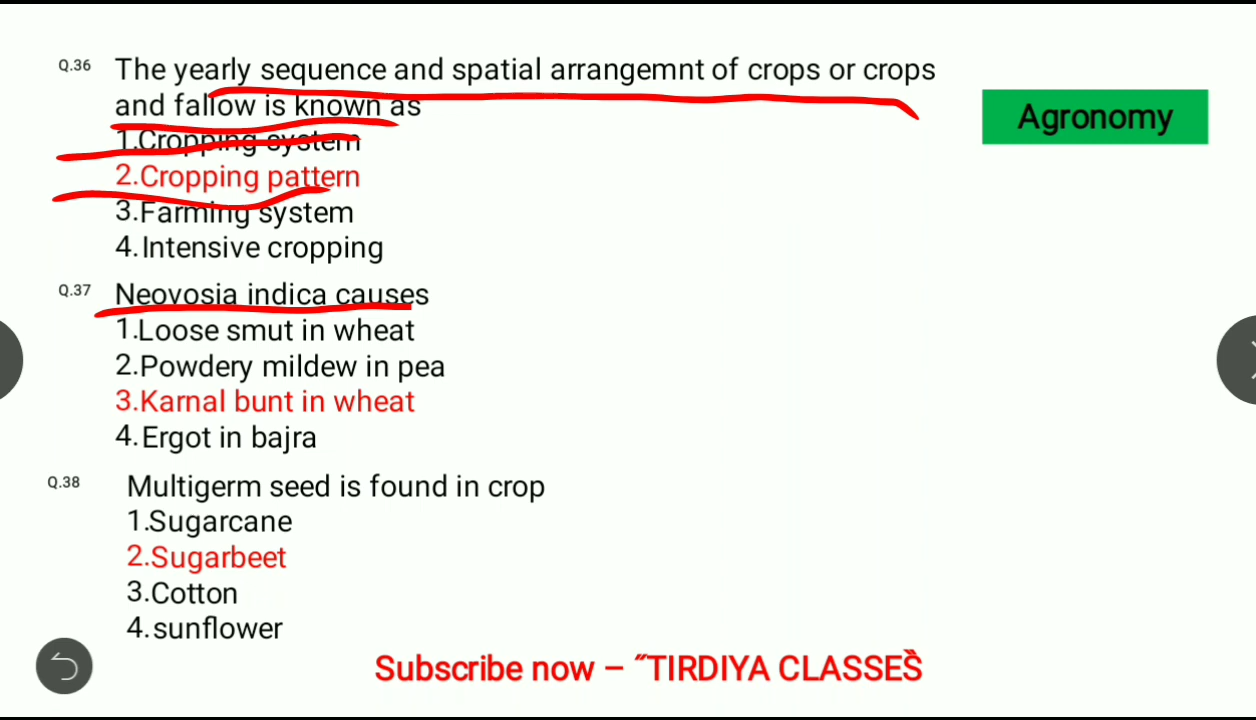 Q.36 The yearly sequence and spatial arrangemnt of crops or crops
and fallow is known as
1.Cropping system
2.Cropping pattern
3.Farming system
4.Intensive cropping
Agronomy
Q.37 Neovosia indica causes
1.Loose smut in wheat
2.Powdery mildew in pea
3.Karnal bunt in wheat
4.Ergot in bajra
Q.38 Multigerm seed is found in crop
1.Sugarcane
2.Sugarbeet
3.Cotton
4.sunflower
Subscribe now – ˝TIRDIYA CLASSES̏